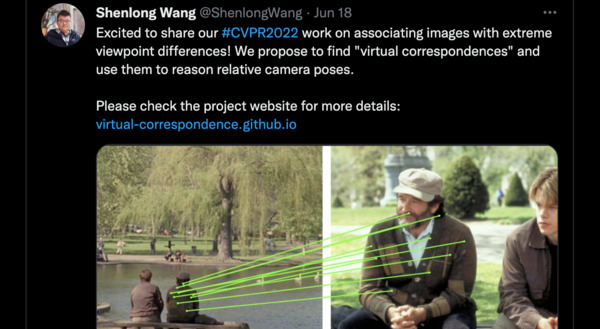 Shenlong Wang @ShenlongWang · Jun 18
Excited to share our #CVPR2022 work on associating images with extreme
viewpoint differences! We propose to find "virtual correspondences" and
use them to reason relative camera poses.
Please check the project website for more details:
virtual-correspondence.github.io